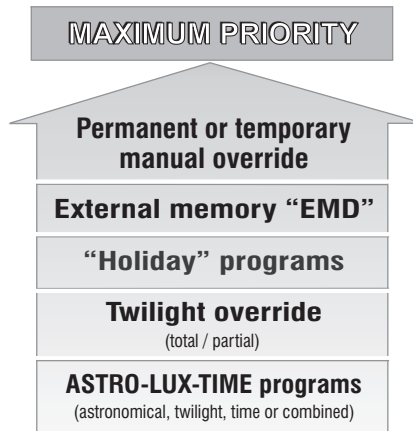 MAXIMUM PRIORITY
Permanent or temporary
manual override
External memory “EMD”
“Holiday” programs
Twilight override
(total / partial)
ASTRO-LUX-TIME programs
(astronomical, twilight, time or combined)